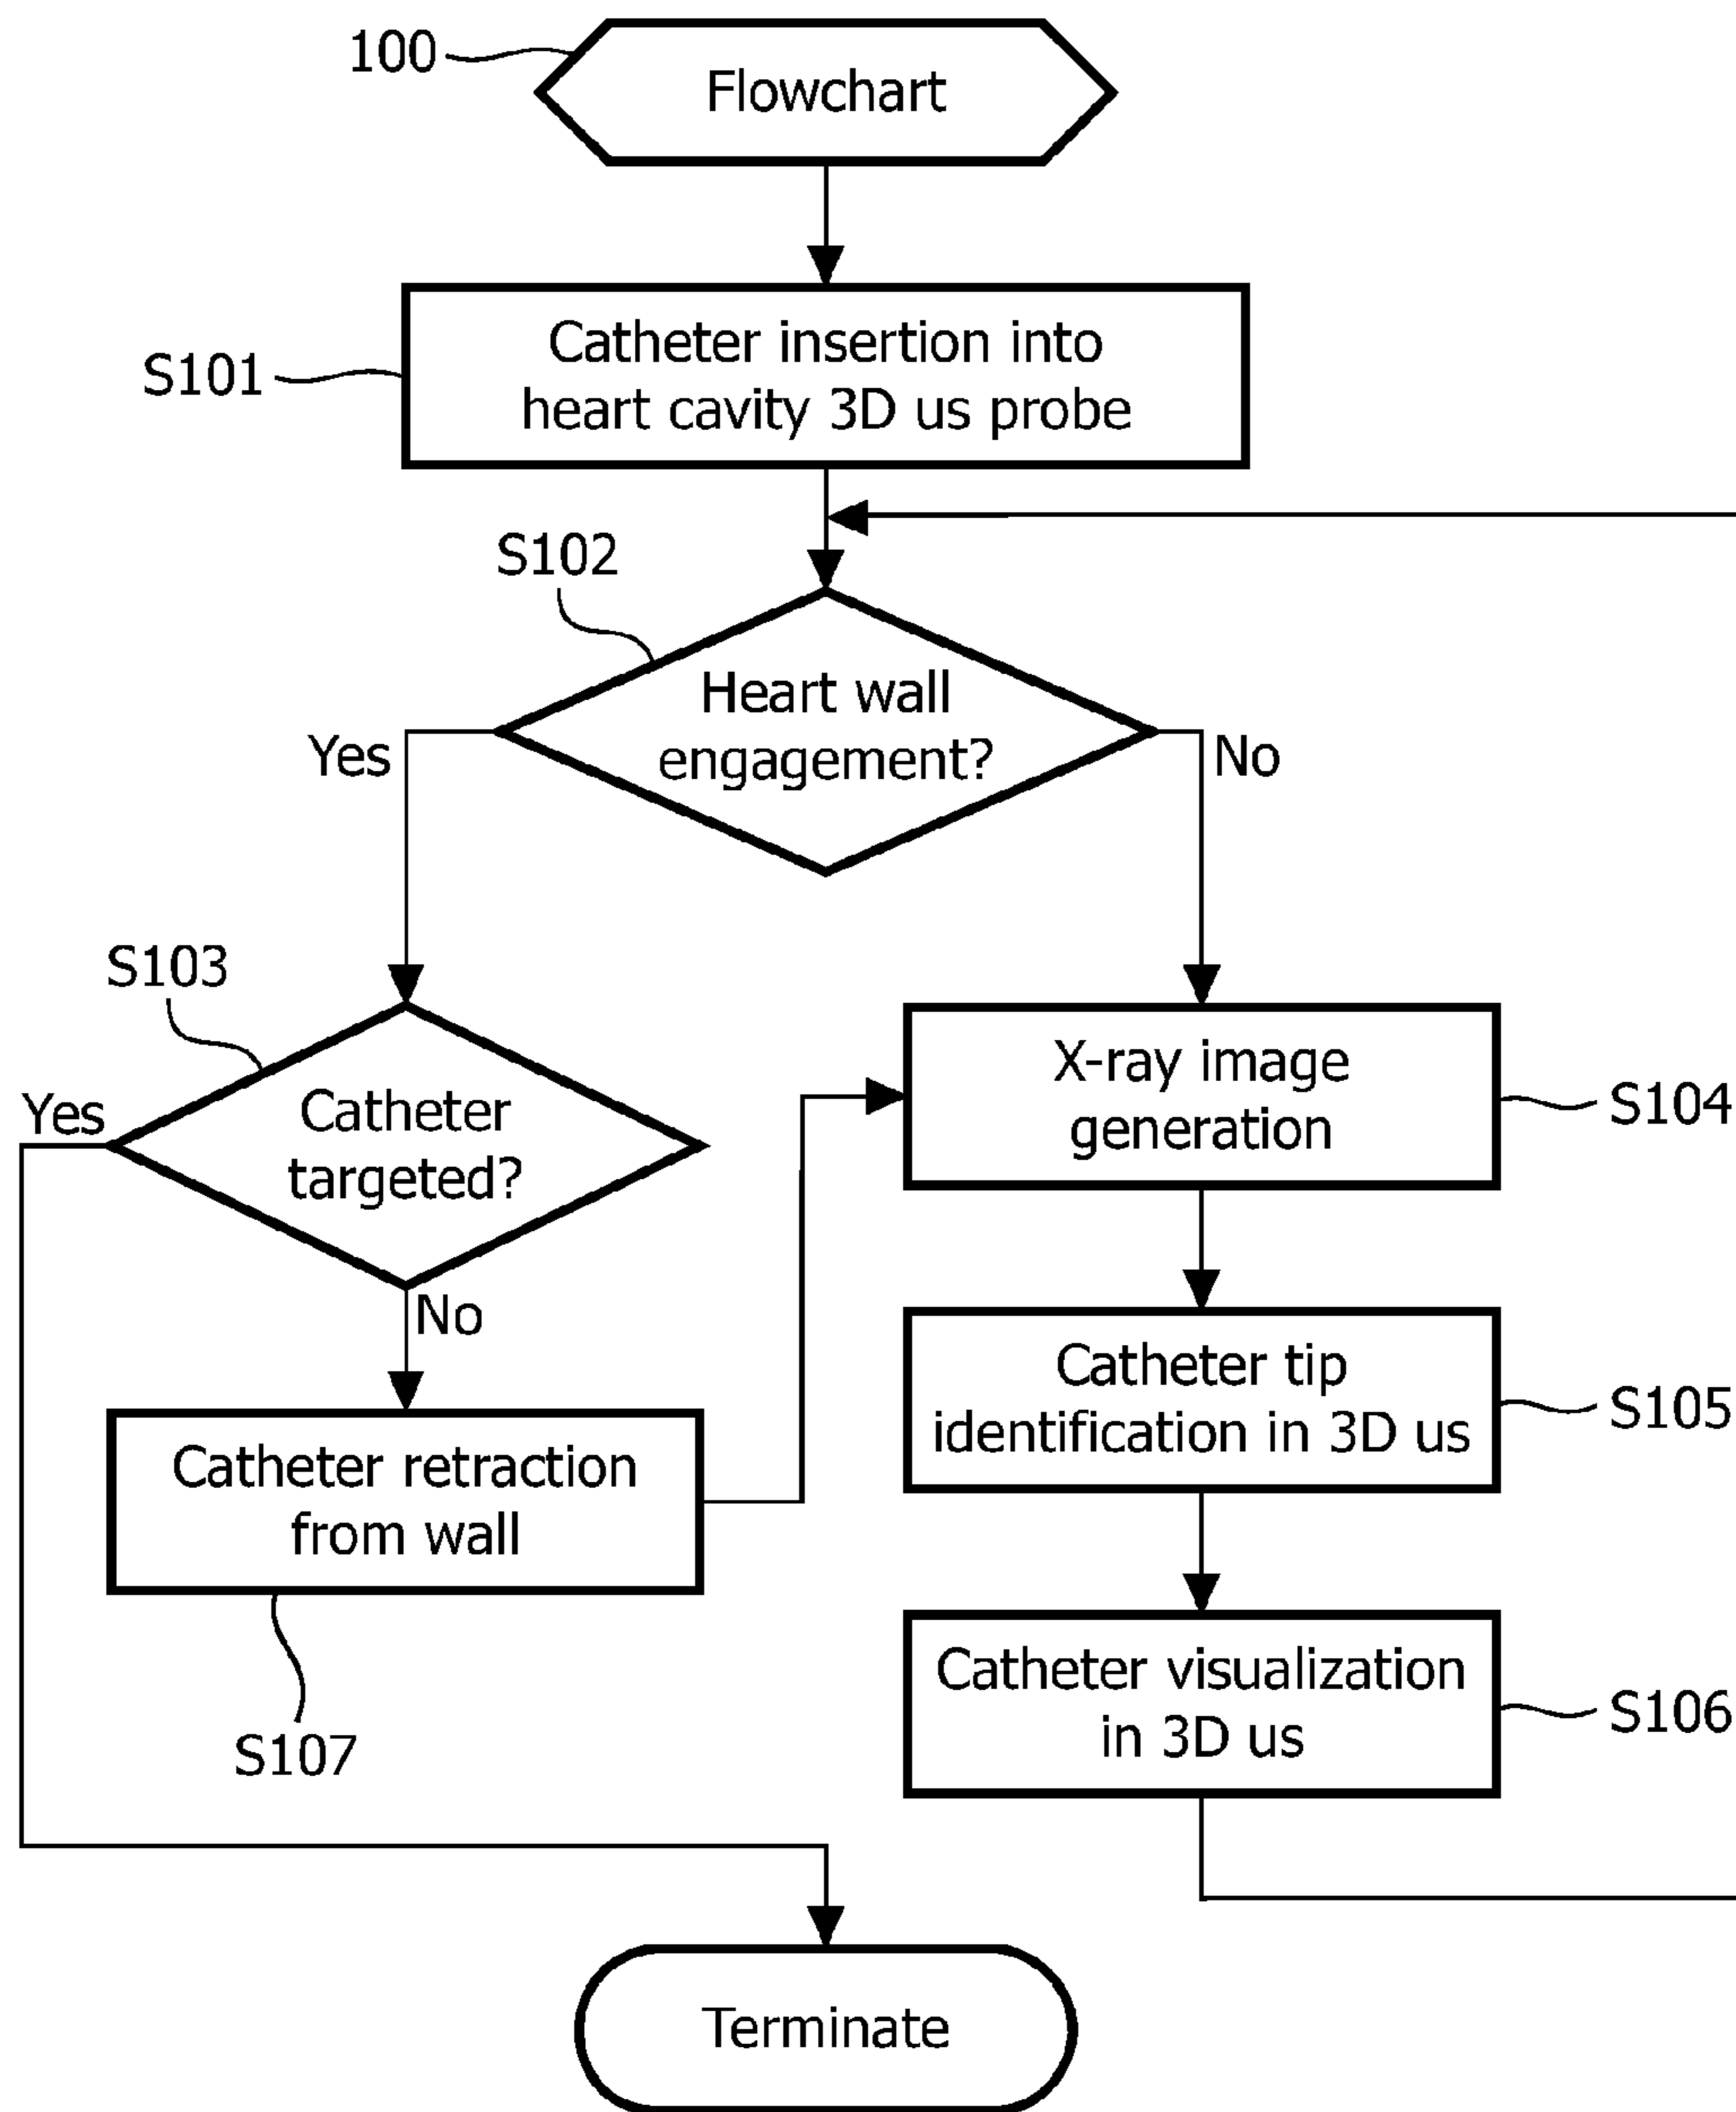 100
Flowchart
S101
Catheter insertion into
heart cavity 3D us probe
S102
Heart wall
engagement?
Yes
No
S103
Yes
Catheter
targeted?
No
X-ray image
generation
S104
Catheter tip
identification in 3D us
S105
Catheter retraction
from wall
S107
Catheter visualization
in 3D us
S106
Terminate